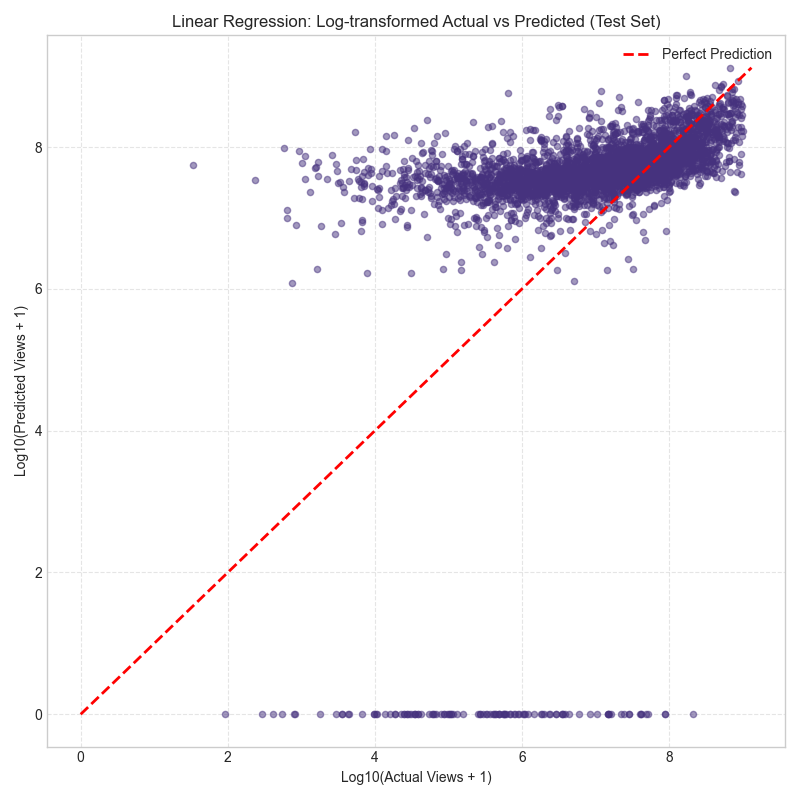 Linear Regression: Log-transformed Actual vs Predicted (Test Set)
Perfect Prediction
Log10(Predicted Views + 1)
8
6
4
2
0
0 2 4 6 8
Log10(Actual Views + 1)